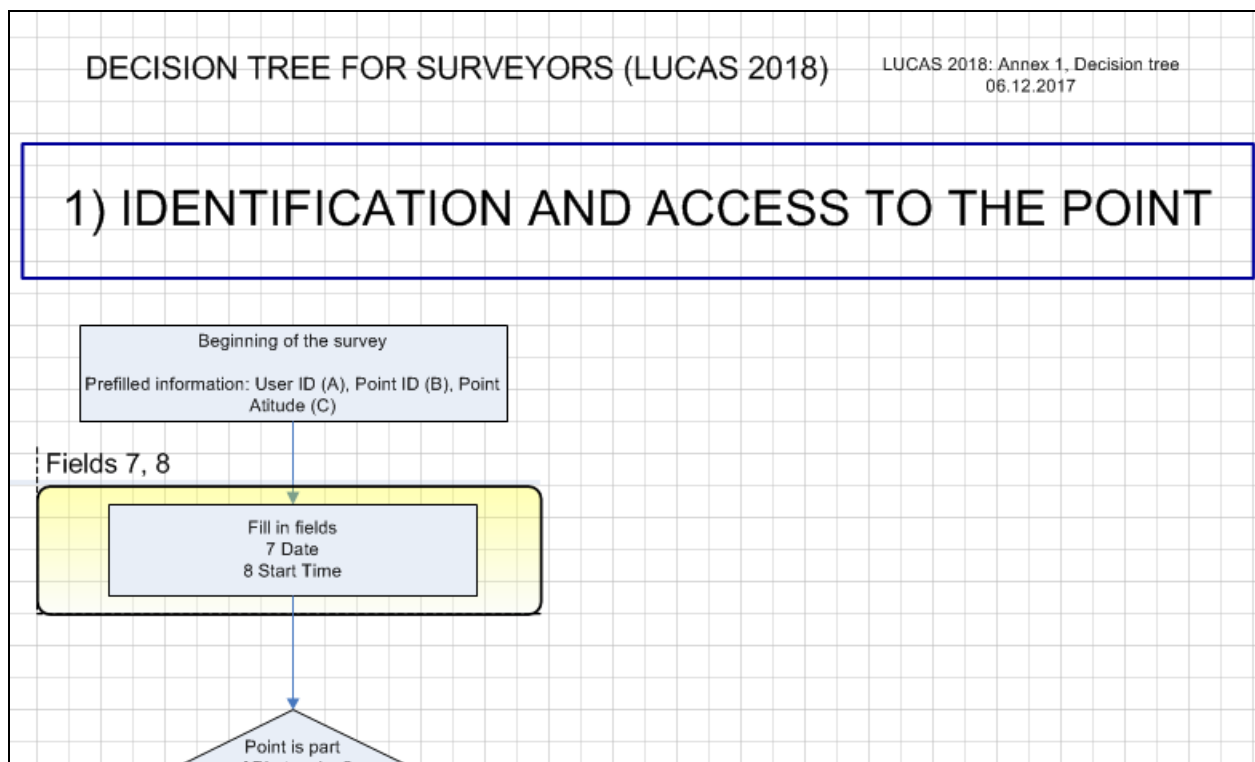 DECISION TREE FOR SURVEYORS (LUCAS 2018)
LUCAS 2018: Annex 1, Decision tree
06.12.2017
1) IDENTIFICATION AND ACCESS TO THE POINT
Beginning of the survey
Prefilled information: User ID (A), Point ID (B), Point
Atitude (C)
Fields 7, 8
Fill in fields
7 Date
8 Start Time
Point is part